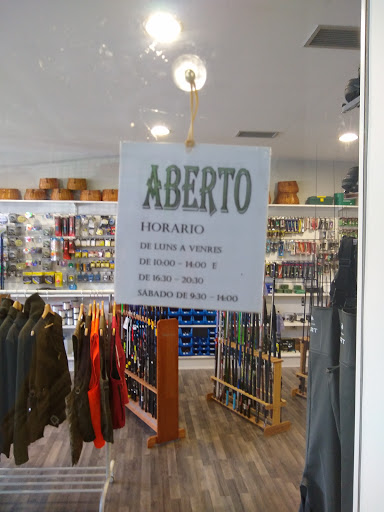 ABERTO
HORARIO
DE LUNS A VENRES
DE 10:00 - 14:00 E
DE 16:30 - 20:30
SÁBADO DE 9:30 - 14:00